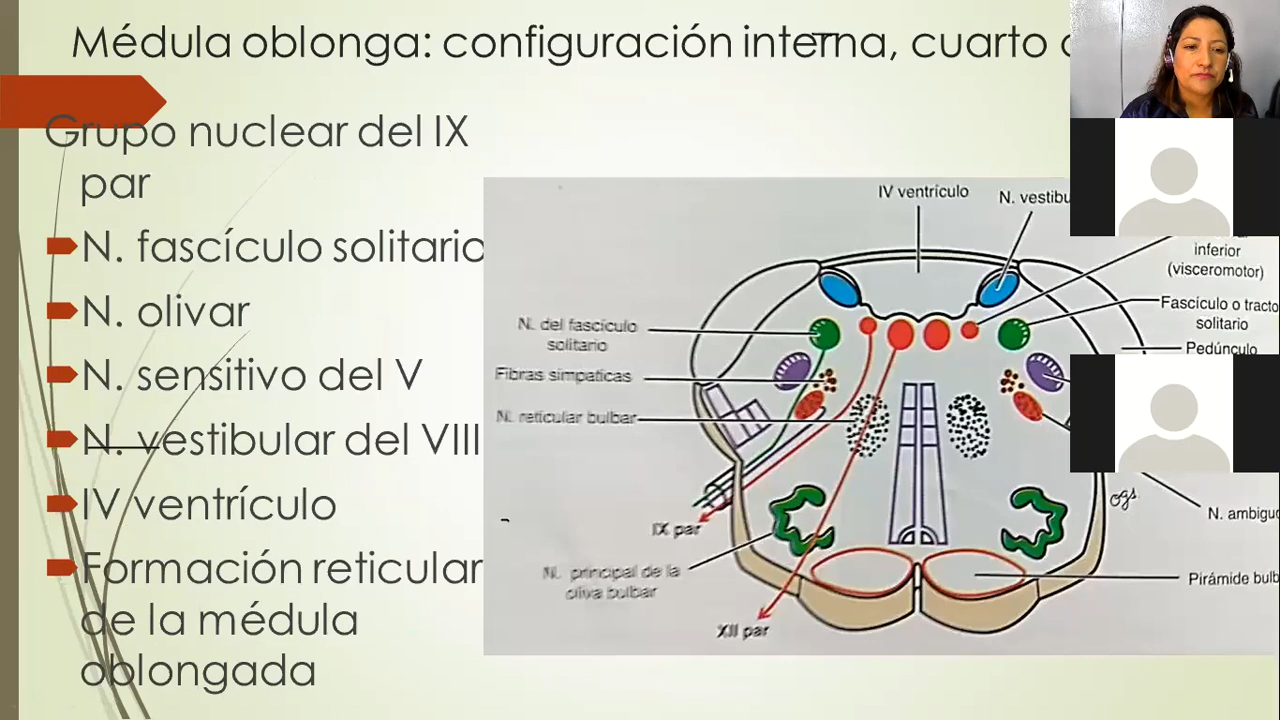 Médula oblonga: configuración interna, cuarto
Grupo nuclear del IX
par
N. fascículo solitario
N. olivar
N. sensitivo del V
N. vestibular del VIII
IV ventrículo
Formación reticular
de la médula
oblongada
IV ventrículo
N. vestibu
inferior
(visceromotor)
Fascículo o tracto
solitario
Pedúnculo
N. del fascículo
solitario
Fibras simpaticas
N. reticular bulbar
IX par
N. principal de la
oliva bulbar
XII par
ogs
N. ambiguo
Pirámide bulb